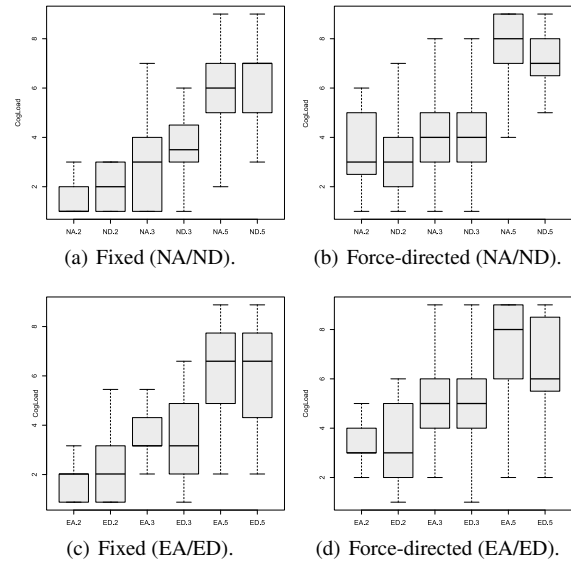 8
6
4
2
CogLoad
NA.2 ND.2 NA.3 ND.3 NA.5 ND.5
(a) Fixed (NA/ND).
8
6
4
2
CogLoad
NA.2 ND.2 NA.3 ND.3 NA.5 ND.5
(b) Force-directed (NA/ND).
8
6
4
2
CogLoad
EA.2 ED.2 EA.3 ED.3 EA.5 ED.5
(c) Fixed (EA/ED).
8
6
4
2
CogLoad
EA.2 ED.2 EA.3 ED.3 EA.5 ED.5
(d) Force-directed (EA/ED).